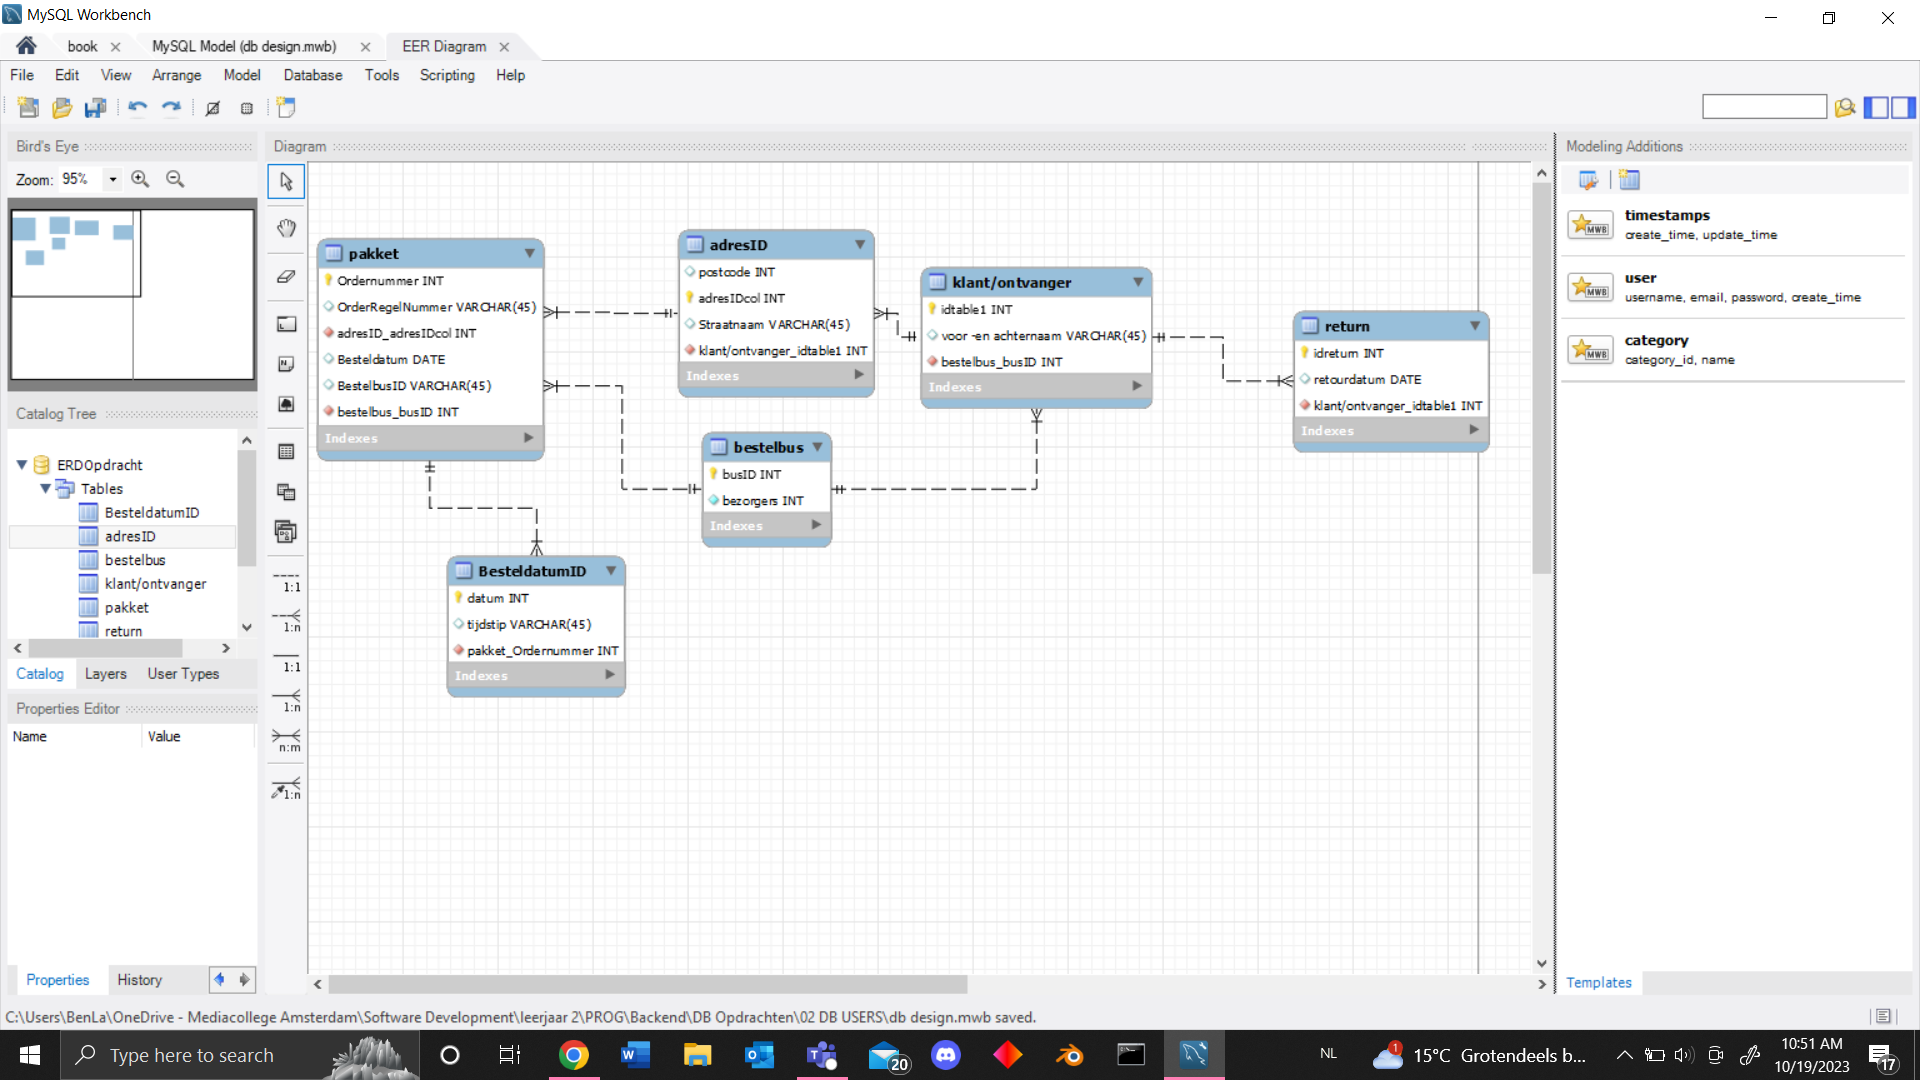 MySQL Workbench
book
MySQL Model (db design.mwb)
EER Diagram
File Edit View Arrange Model Database Tools Scripting Help
Bird's Eye
Zoom: 95%
Diagram
Modeling Additions
timestamps
create_time, update_time
user
username, email, password, create_time
category
category_id, name
Templates
pakket
Ordernummer INT
OrderRegelNummer VARCHAR(45)
adresID_adresIDcol INT
Besteldatum DATE
BestelbusID VARCHAR(45)
bestelbus_busID INT
Indexes
adresID
postcode INT
adresIDcol INT
Straatnaam VARCHAR(45)
klant/ontvanger_idtable1 INT
Indexes
klant/ontvanger
idtable1 INT
voor -en achternaam VARCHAR(45)
bestelbus_busID INT
Indexes
return
idreturn INT
retourdatum DATE
klant/ontvanger_idtable1 INT
Indexes
bestelbus
busID INT
bezorgers INT
Indexes
BesteldatumID
datum INT
tijdstip VARCHAR(45)
pakket_Ordernummer INT
Indexes
1:1
1:n
1:1
1:n
n:m
1:n
Catalog Tree
ERDOpdracht
Tables
BesteldatumID
adresID
bestelbus
klant/ontvanger
pakket
return
Catalog Layers User Types
Properties Editor
Name Value
Properties History
C:\Users\BenLa\OneDrive - Mediacollege Amsterdam\Software Development\leerjaar 2\PROG\Backend\DB Opdrachten\02 DB USERS\db design.mwb saved.
Type here to search
20
NL
1
15°C Grotendeels b...
10:51 AM
10/19/2023
17